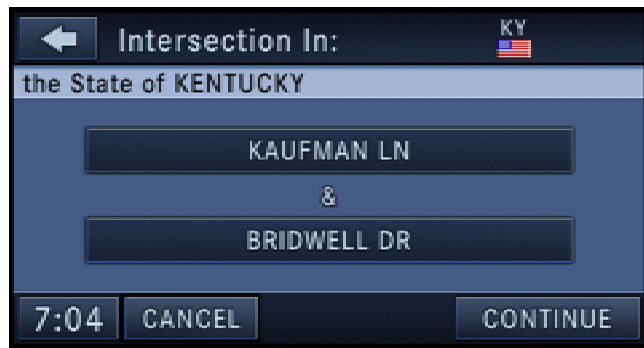 Intersection In:
KY
the State of KENTUCKY
KAUFMAN LN
&
BRIDWELL DR
7:04
CANCEL
CONTINUE